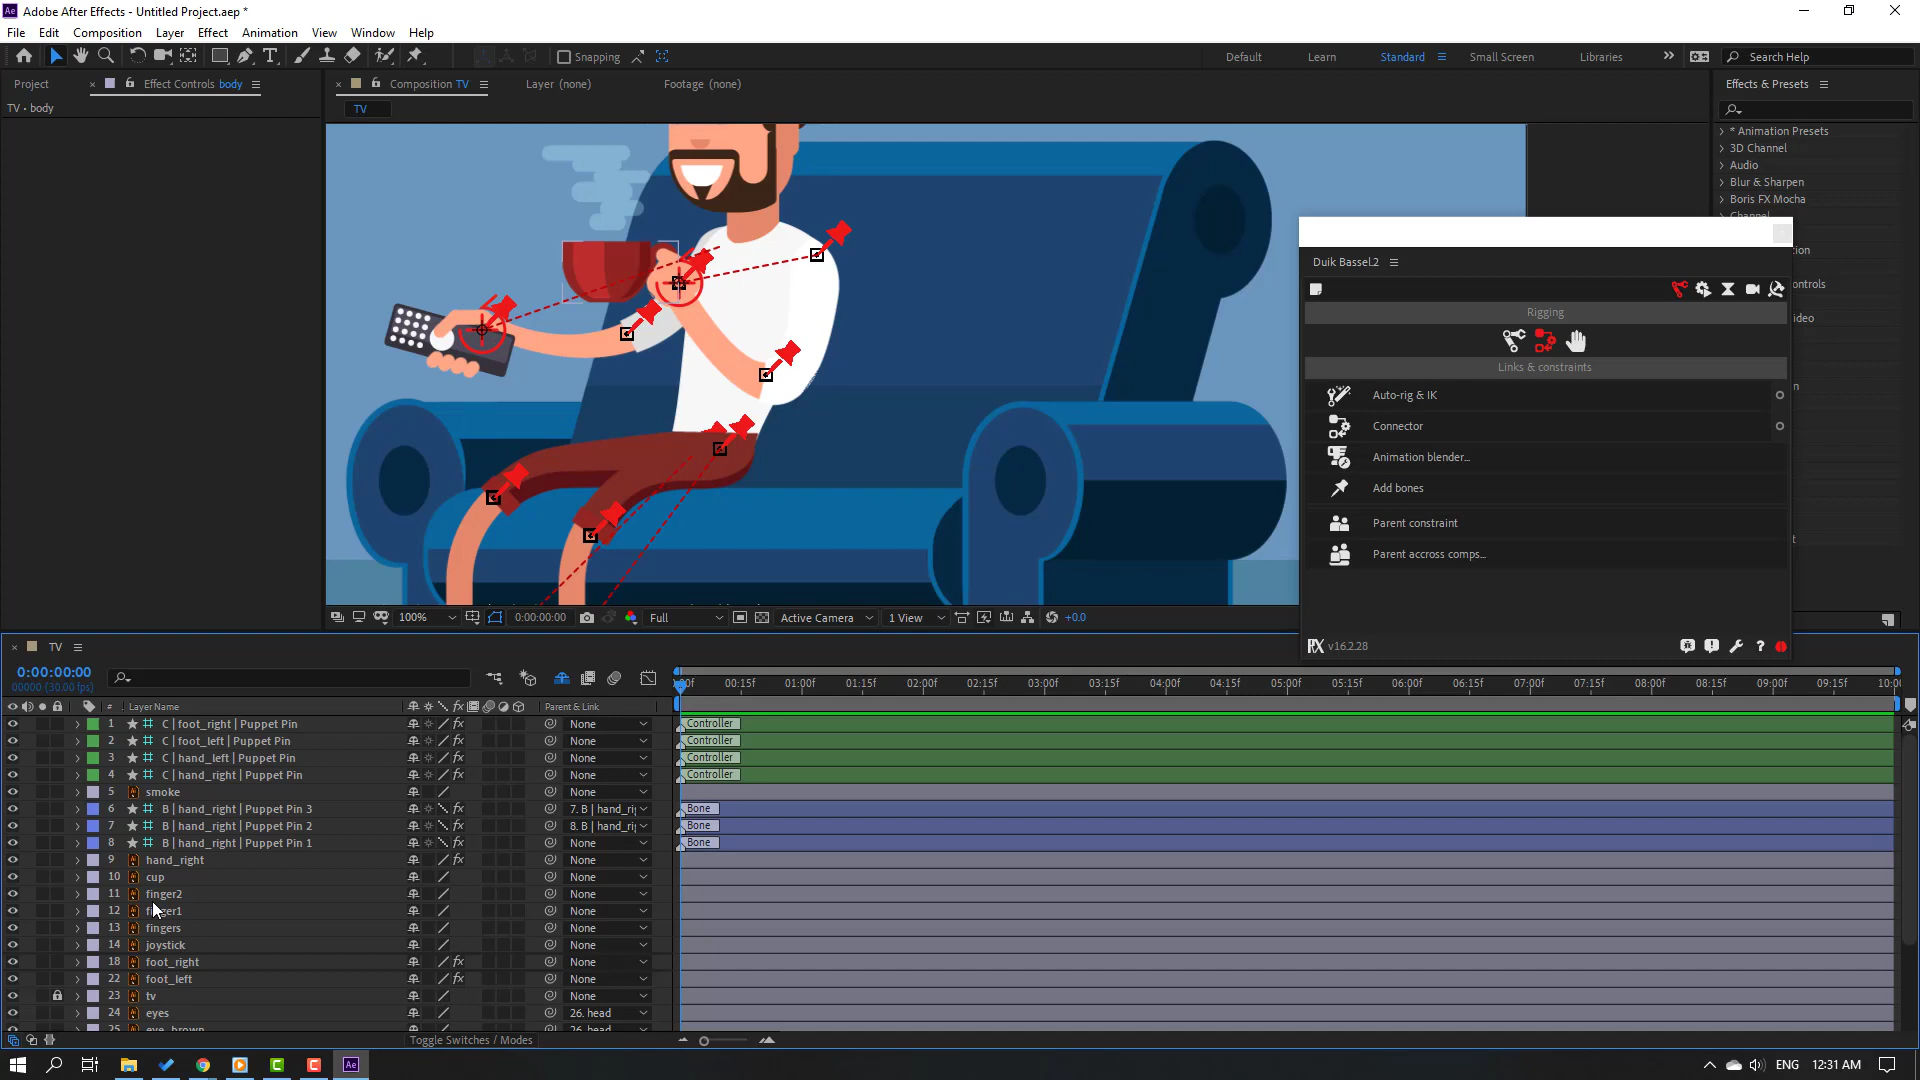 Adobe After Effects - Untitled Project.aep *
File Edit Composition Layer Effect Animation View Window Help
Snapping Default Learn Standard Small Screen Libraries Search Help
Project Effect Controls body Composition TV Layer (none) Footage (none) Effects & Presets
TV • body
TV
* Animation Presets
3D Channel
Audio
Blur & Sharpen
Boris FX Mocha
Duik Bassel.2
Rigging
Links & constraints
Auto-rig & IK
Connector
Animation blender...
Add bones
Parent constraint
Parent accross comps...
v16.2.28
100% 0:00:00:00 Full Active Camera 1 View +0.0
TV
0:00:00:00
00000 (30.00 fps)
00:15f 01:00f 01:15f 02:00f 02:15f 03:00f 03:15f 04:00f 04:15f 05:00f 05:15f 06:00f 06:15f 07:00f 07:15f 08:00f 08:15f 09:00f 09:15f
# Layer Name Parent & Link
1 C | foot_right | Puppet Pin None Controller
2 C | foot_left | Puppet Pin None Controller
3 C | hand_left | Puppet Pin None Controller
4 C | hand_right | Puppet Pin None Controller
5 smoke None
6 B | hand_right | Puppet Pin 3 7. B | hand_ri Bone
7 B | hand_right | Puppet Pin 2 8. B | hand_ri Bone
8 B | hand_right | Puppet Pin 1 None Bone
9 hand_right None
10 cup None
11 finger2 None
12 finger1 None
13 fingers None
14 joystick None
18 foot_right None
22 foot_left None
23 tv None
24 eyes 26. head
25 eye_brown 26. head
Toggle Switches / Modes
Ae ENG 12:31 AM